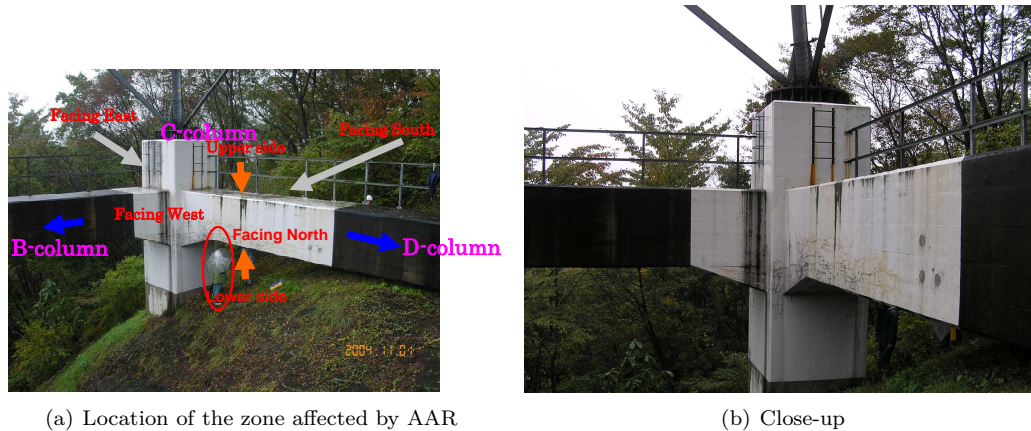 Facing East
C-column
Facing South
Upper side
Facing West
Facing North
B-column
D-column
Lower side
2004.11.01
(a) Location of the zone affected by AAR
(b) Close-up